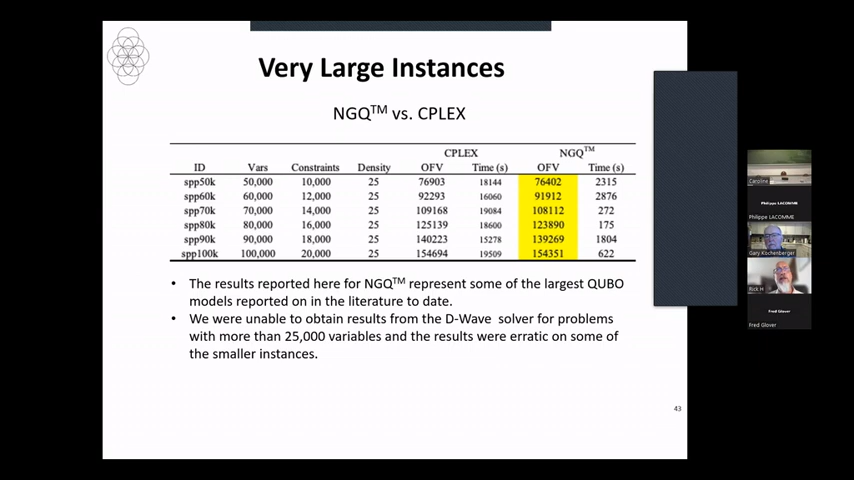 Very Large Instances
NGQ™ vs. CPLEX
CPLEX NGQ™
ID Vars Constraints Density OFV Time (s) OFV Time (s)
spp50k 50,000 10,000 25 76903 18144 76402 2315
spp60k 60,000 12,000 25 92293 16060 91912 2876
spp70k 70,000 14,000 25 109168 19084 108112 272
spp80k 80,000 16,000 25 125139 18600 123890 175
spp90k 90,000 18,000 25 140223 15278 139269 1804
spp100k 100,000 20,000 25 154694 19509 154351 622
• The results reported here for NGQ™ represent some of the largest QUBO
models reported on in the literature to date.
• We were unable to obtain results from the D-Wave solver for problems
with more than 25,000 variables and the results were erratic on some of
the smaller instances.
43
Caroline
Philippe LACOMME
Philippe LACOMME
Gary Kochenberger
Rick H
Fred Glover
Fred Glover